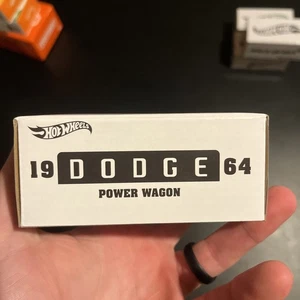 Hot Wheels
19 DODGE 64
POWER WAGON